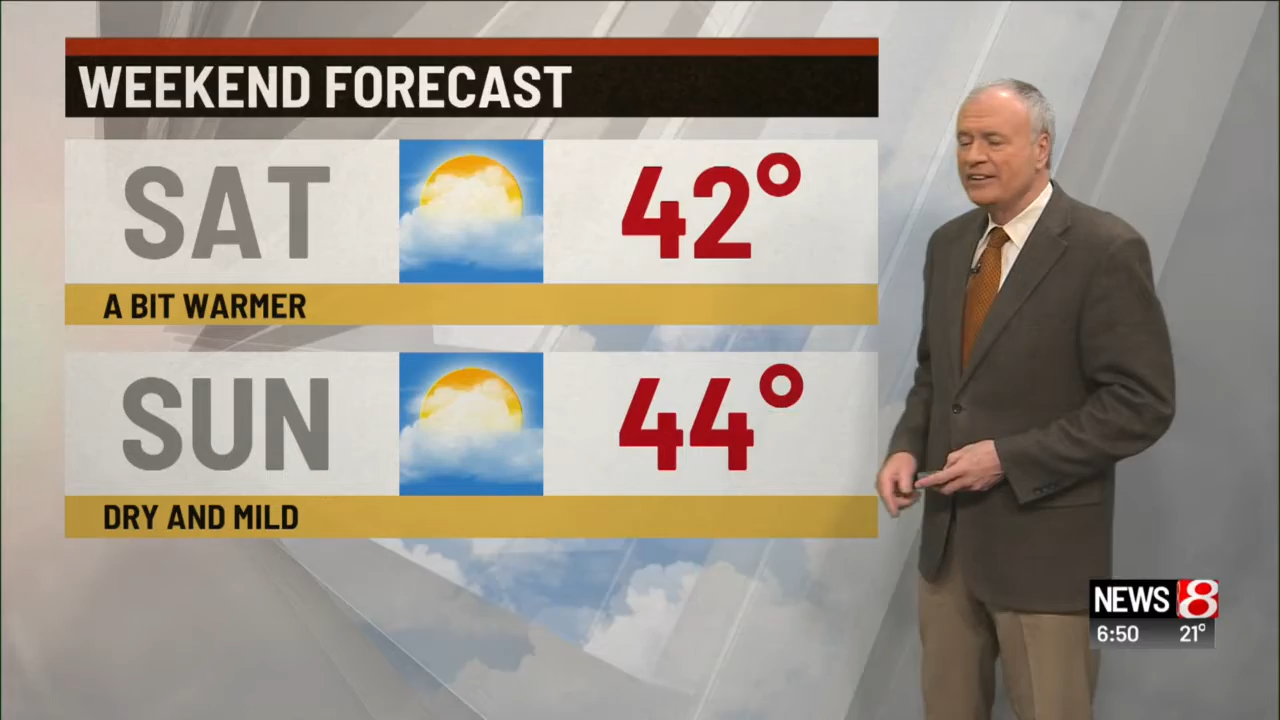 WEEKEND FORECAST
SAT 42°
A BIT WARMER
SUN 44°
DRY AND MILD
NEWS 8
6:50 21°